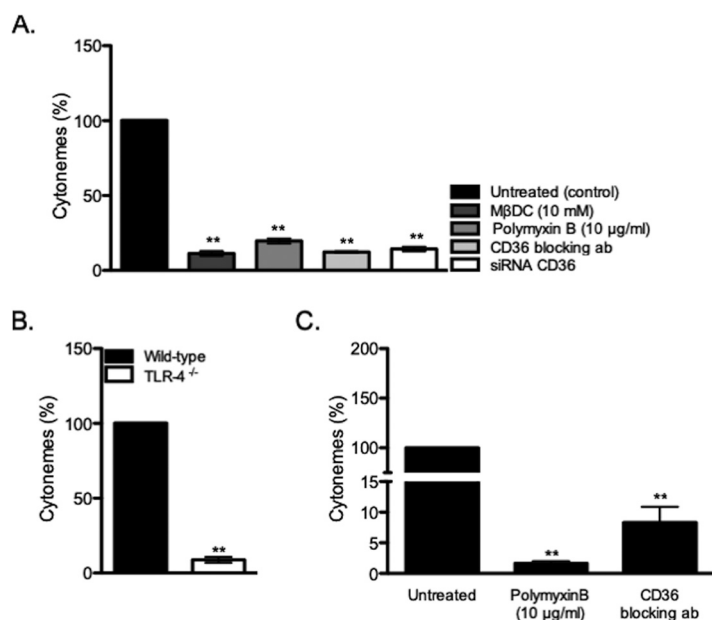 A.
150
100
50
0
Cytonemes (%)
**
**
**
**
Untreated (control)
MβDC (10 mM)
Polymyxin B (10 µg/ml)
CD36 blocking ab
siRNA CD36
B.
150
100
50
0
Cytonemes (%)
Wild-type
TLR-4 -/-
**
C.
200
150
100
15
10
5
0
Cytonemes (%)
**
**
Untreated
PolymyxinB
(10 µg/ml)
CD36
blocking ab